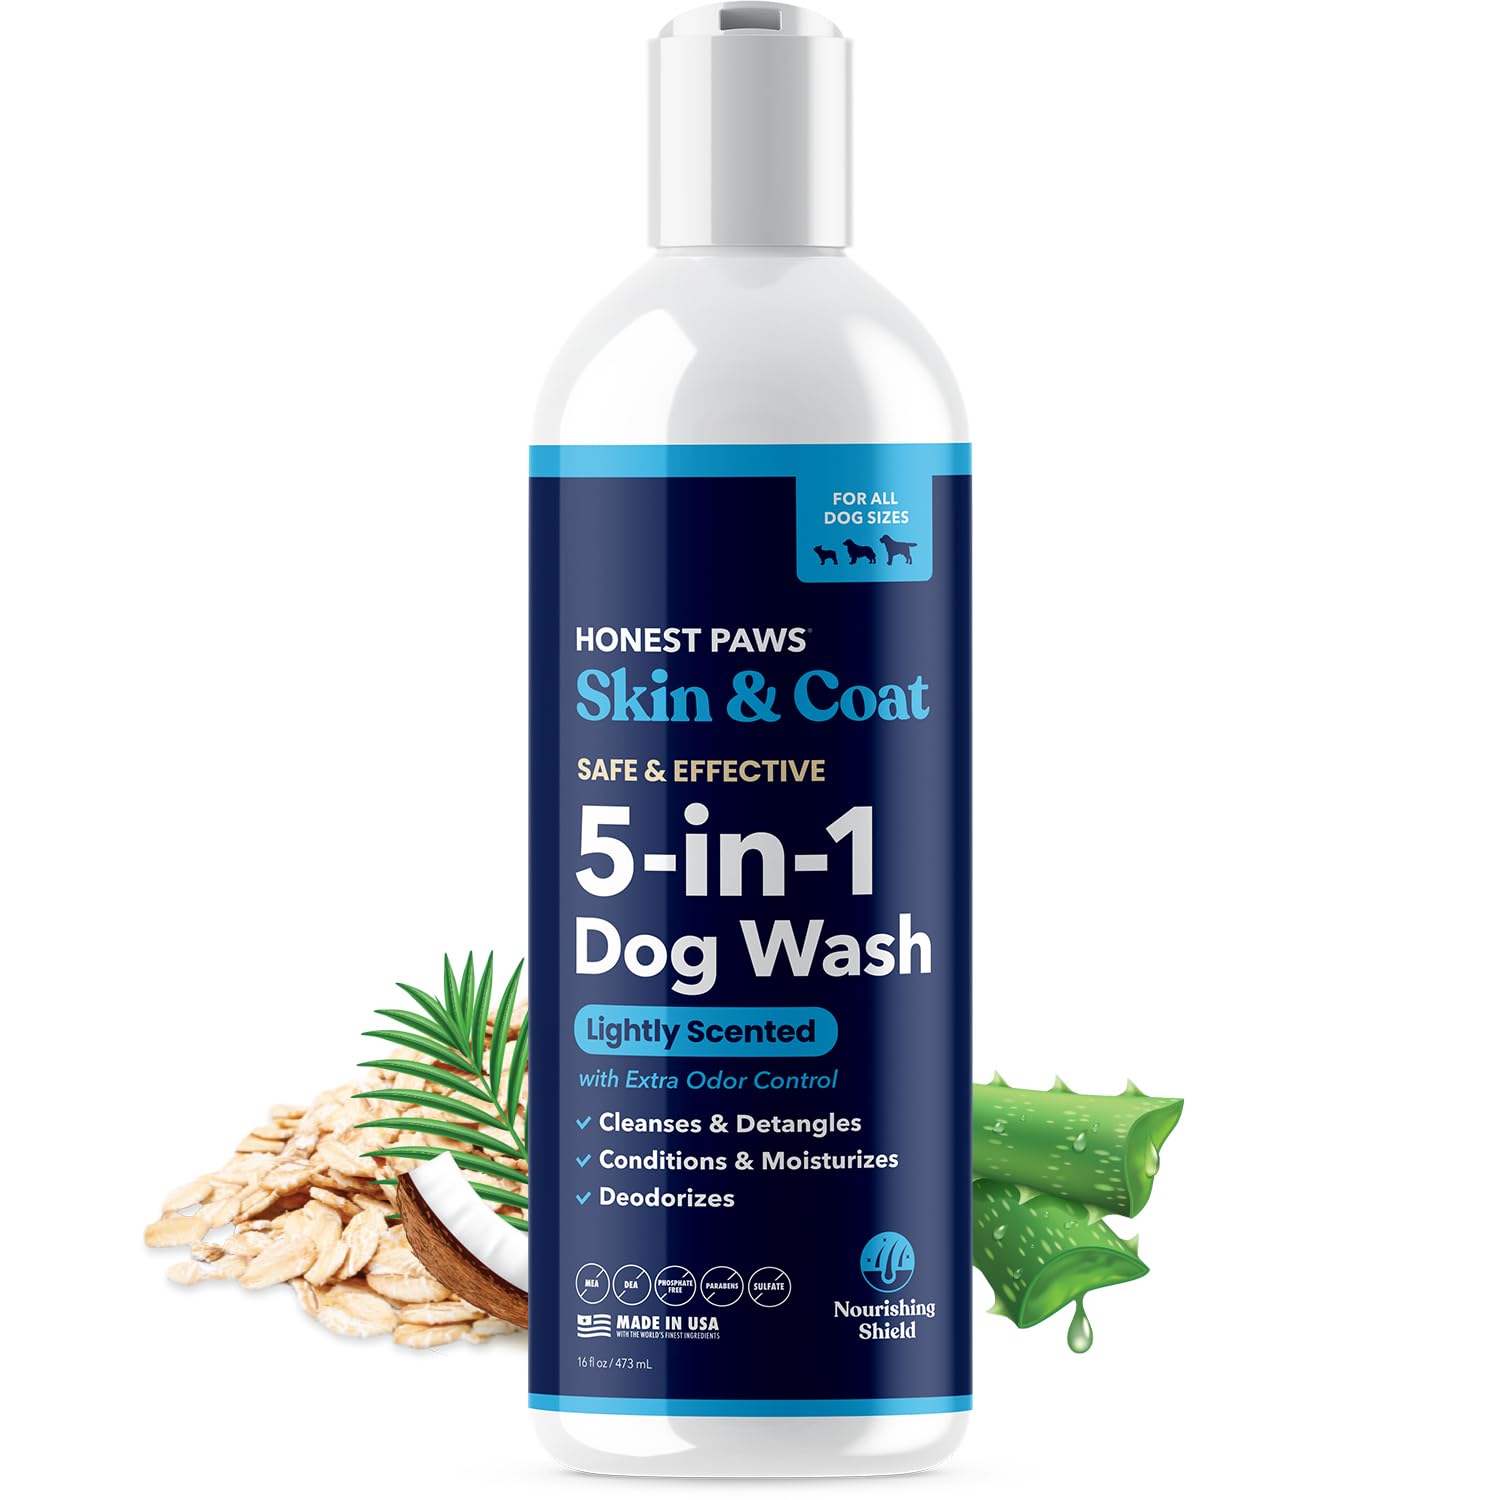 FOR ALL
DOG SIZES
HONEST PAWS®
Skin & Coat
SAFE & EFFECTIVE
5-in-1
Dog Wash
Lightly Scented
with Extra Odor Control
✓ Cleanses & Detangles
✓ Conditions & Moisturizes
✓ Deodorizes
MEA
DEA
PHOSPHATE
FREE
PARABENS
SULFATE
Nourishing
Shield
MADE IN USA
WITH THE WORLD'S FINEST INGREDIENTS
16 fl oz / 473 mL